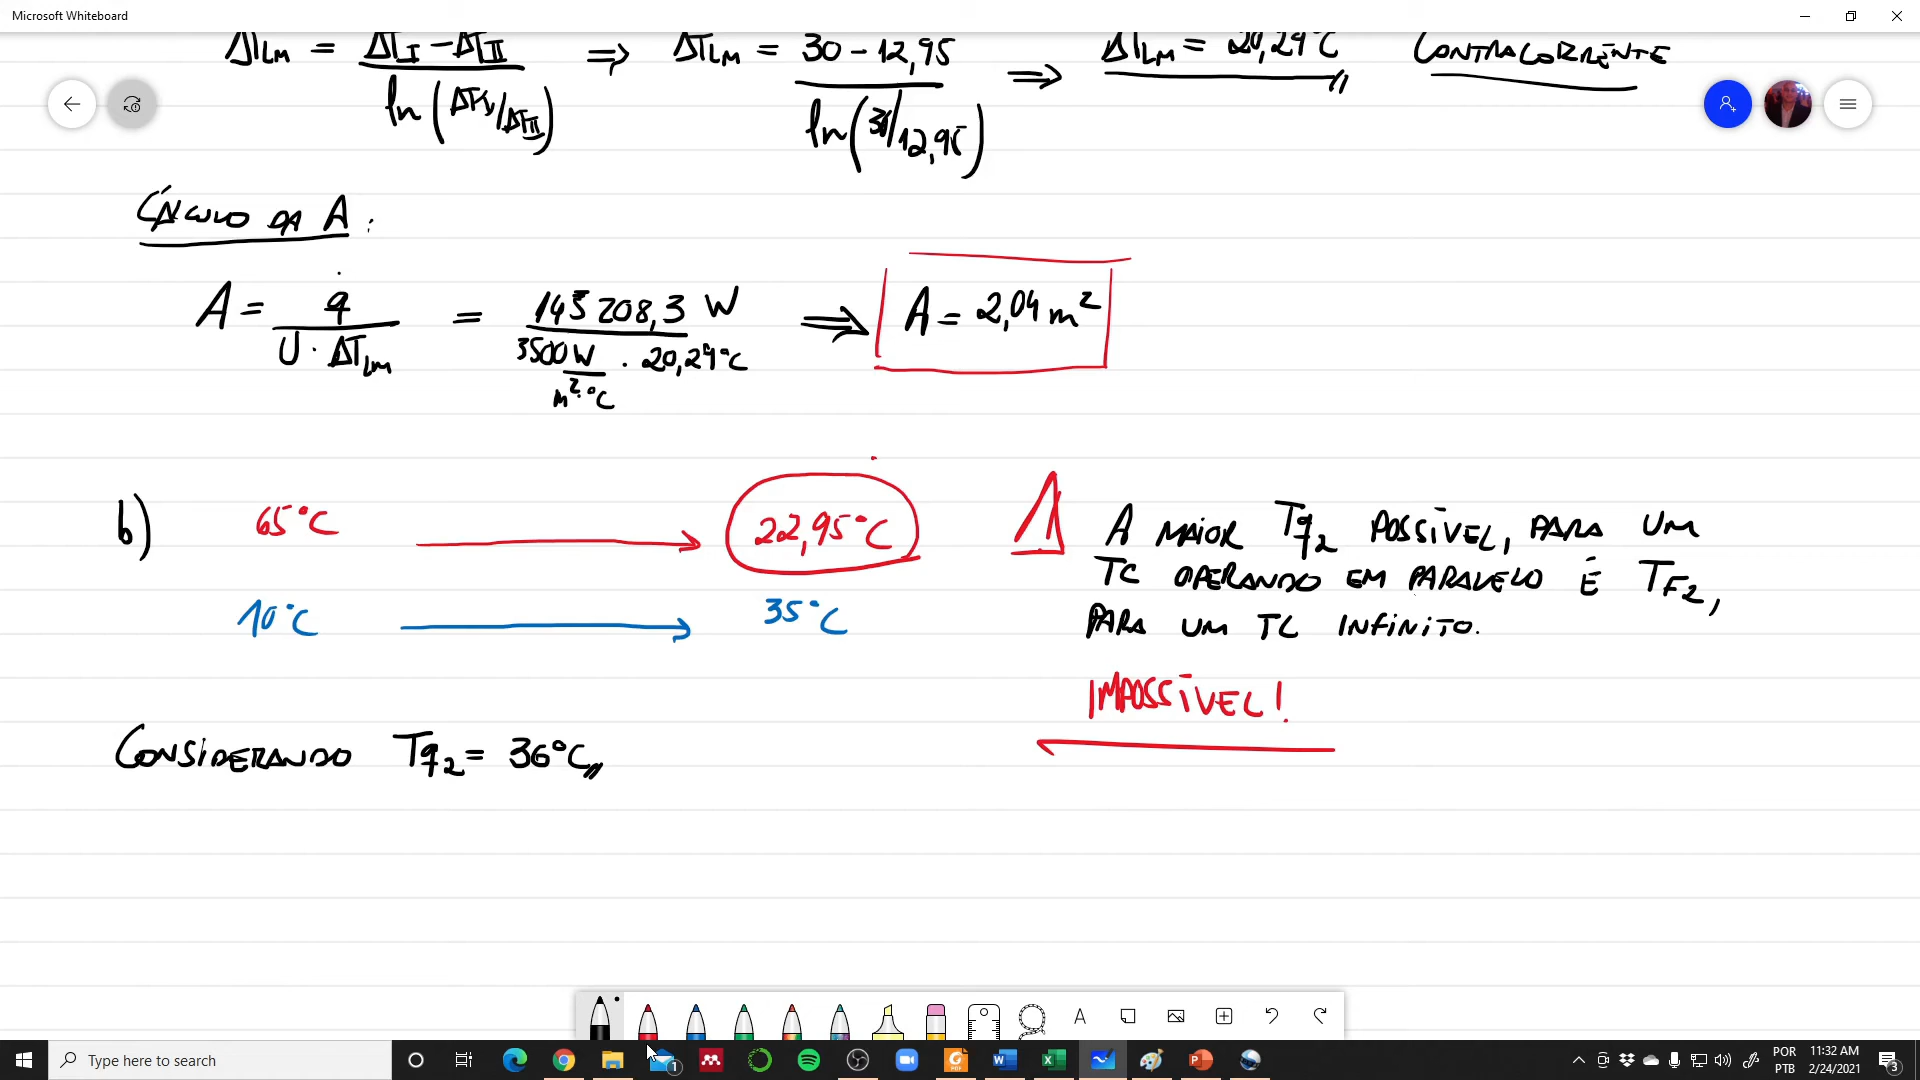 Microsoft Whiteboard
ΔTLm = ΔTI - ΔTII / ln(ΔTI/ΔTII) ⇒ ΔTLm = 30 - 12,95 / ln(30/12,95) ⇒ ΔTLm = 20,29°C CONTRACORRENTE
CÁLCULO DA A:
A = q̇ / U · ΔTLm = 145 208,3 W / 3500 W/m²·°C · 20,29°C ⇒ A = 2,04 m²
b) 65°C → 22,95°C
10°C → 35°C
A MAIOR Tq2 POSSÍVEL, PARA UM
TC OPERANDO EM PARALELO É TF2,
PARA UM TC INFINITO.
IMPOSSÍVEL!
CONSIDERANDO Tq2 = 36°C,,
A
Type here to search
1
POR
PTB
11:32 AM
2/24/2021
3